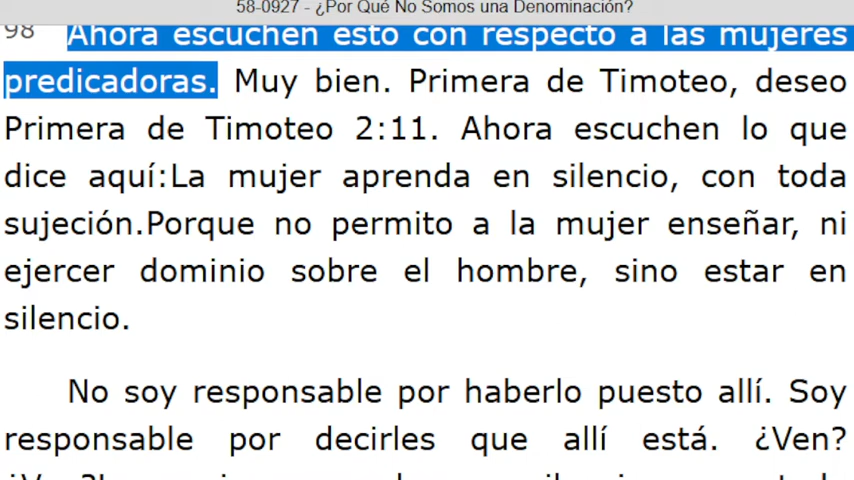 58-0927 - ¿Por Qué No Somos una Denominación?
98 Ahora escuchen esto con respecto a las mujeres
predicadoras. Muy bien. Primera de Timoteo, deseo
Primera de Timoteo 2:11. Ahora escuchen lo que
dice aquí:La mujer aprenda en silencio, con toda
sujeción.Porque no permito a la mujer enseñar, ni
ejercer dominio sobre el hombre, sino estar en
silencio.
No soy responsable por haberlo puesto allí. Soy
responsable por decirles que allí está. ¿Ven?